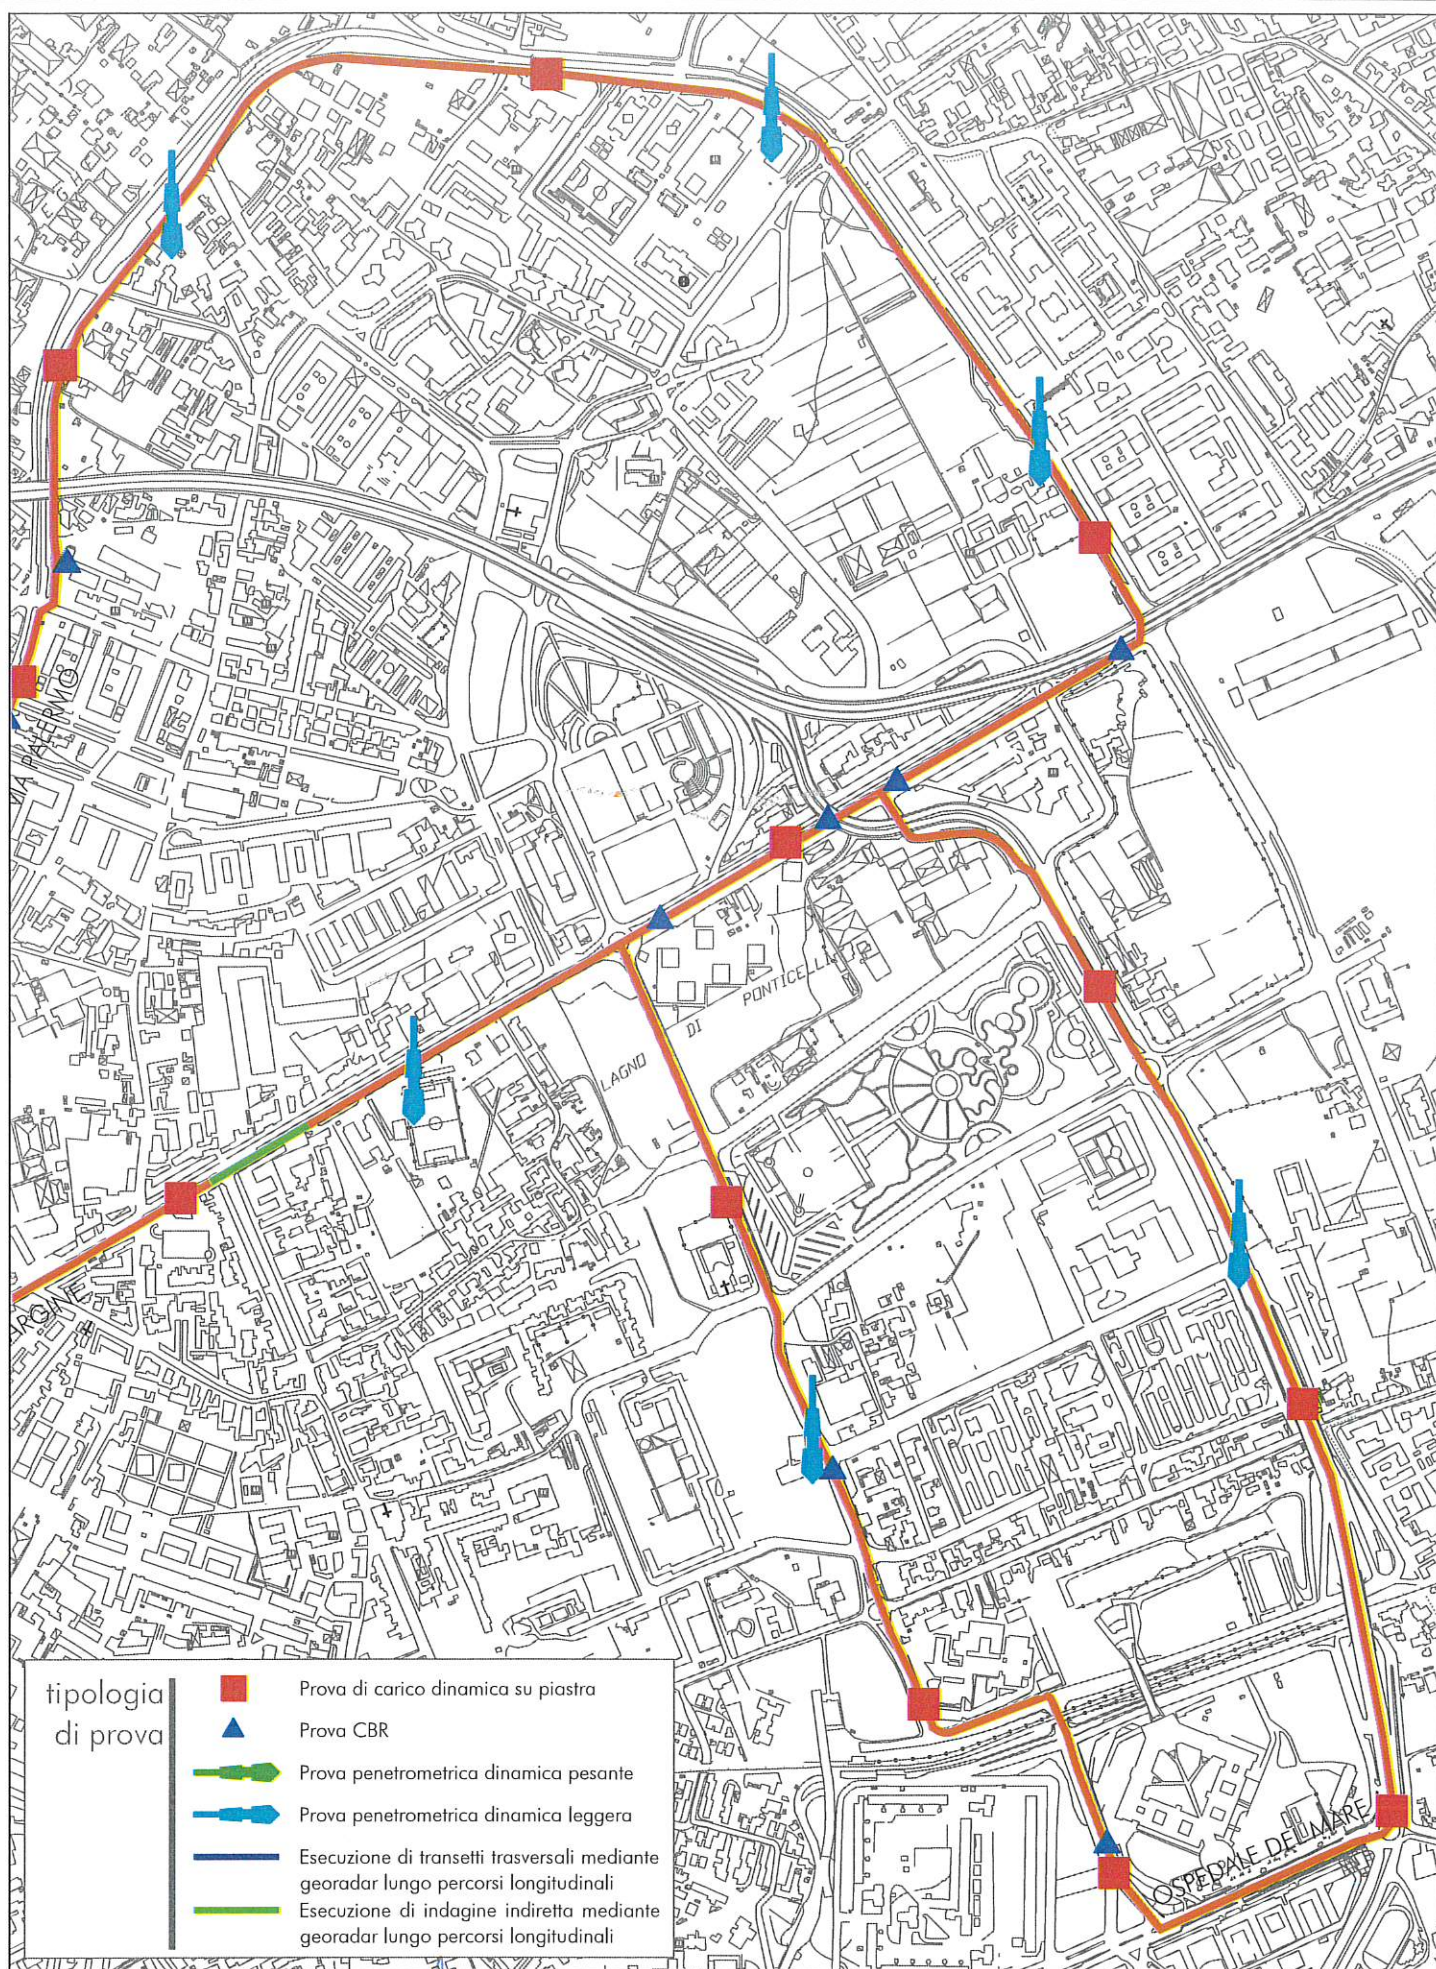 VIA PALERMO
PONTICELLI
DI
LAGNO
ERGINE
OSPEDALE DEL MARE
tipologia
di prova
Prova di carico dinamica su piastra
Prova CBR
Prova penetrometrica dinamica pesante
Prova penetrometrica dinamica leggera
Esecuzione di transetti trasversali mediante
georadar lungo percorsi longitudinali
Esecuzione di indagine indiretta mediante
georadar lungo percorsi longitudinali